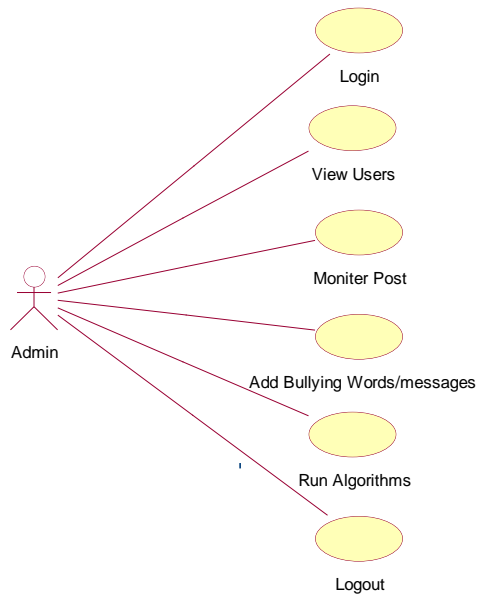 Login
View Users
Moniter Post
Admin
Add Bullying Words/messages
Run Algorithms
Logout